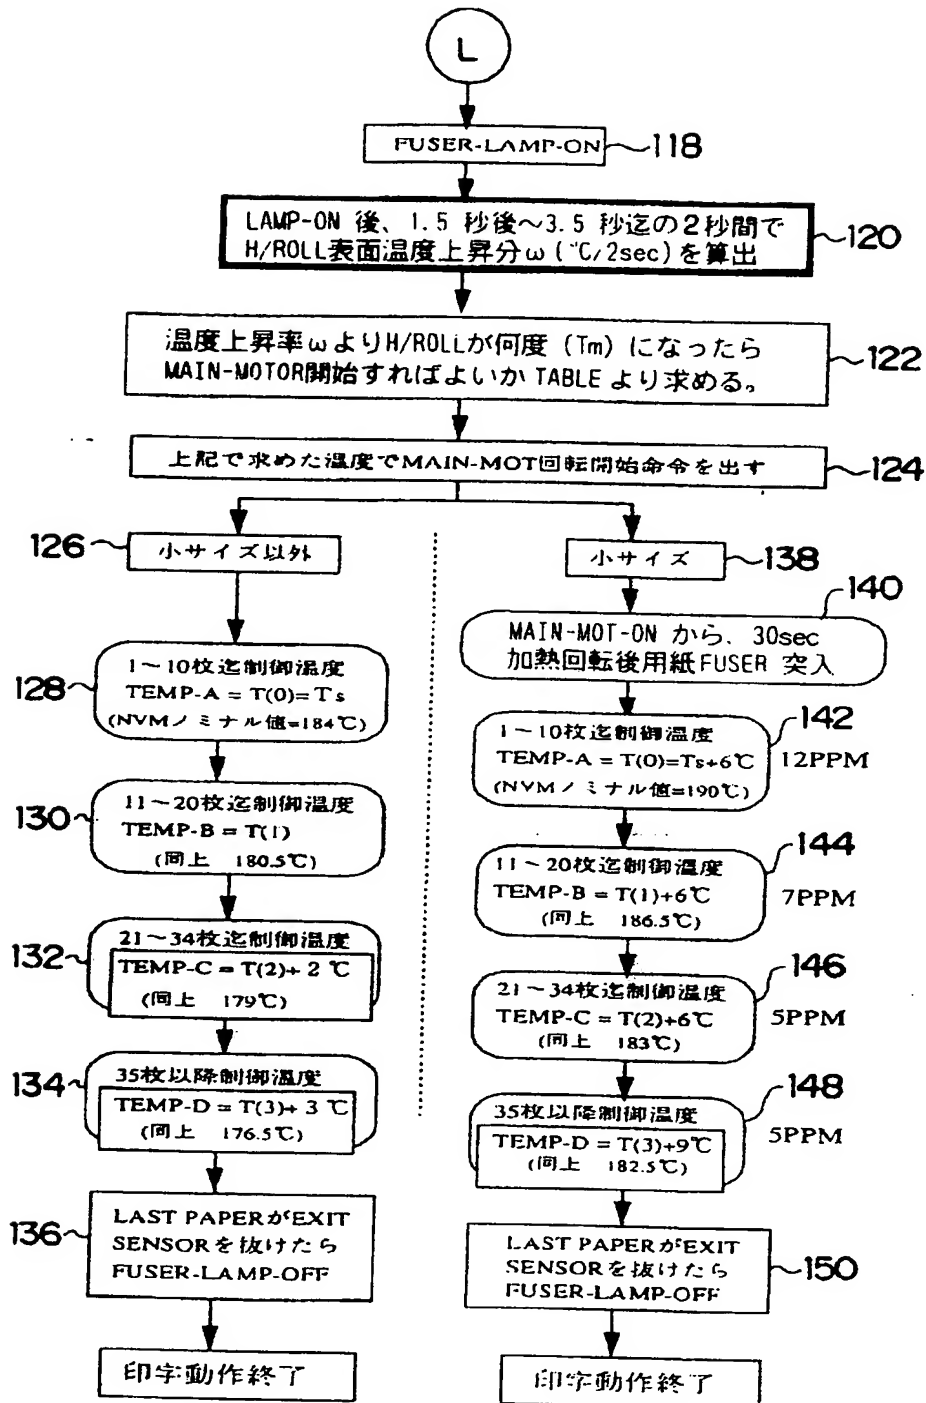 L
FUSER-LAMP-ON
118
LAMP-ON 後、1.5 秒後～3.5 秒迄の2秒間で
H/ROLL表面温度上昇分ω (℃/2sec) を算出
120
温度上昇率ωよりH/ROLLが何度 (Tm) になったら
MAIN-MOTOR開始すればよいか TABLE より求める。
122
上記で求めた温度でMAIN-MOT回転開始命令を出す
124
126
小サイズ以外
128
1～10枚迄制御温度
TEMP-A = T(0)= Ts
(NVMノミナル値=184℃)
130
11～20枚迄制御温度
TEMP-B = T(1)
(同上 180.5℃)
132
21～34枚迄制御温度
TEMP-C = T(2)+ 2 ℃
(同上 179℃)
134
35枚以降制御温度
TEMP-D = T(3)+ 3 ℃
(同上 176.5℃)
136
LAST PAPERがEXIT
SENSORを抜けたら
FUSER-LAMP-OFF
印字動作終了
小サイズ
138
140
MAIN-MOT-ON から、30sec
加熱回転後用紙FUSER 突入
142
1～10枚迄制御温度
TEMP-A = T(0)=Ts+6℃
(NVMノミナル値=190℃)
12PPM
144
11～20枚迄制御温度
TEMP-B = T(1)+6℃
(同上 186.5℃)
7PPM
146
21～34枚迄制御温度
TEMP-C = T(2)+6℃
(同上 183℃)
5PPM
148
35枚以降制御温度
TEMP-D = T(3)+9℃
(同上 182.5℃)
5PPM
LAST PAPERがEXIT
SENSORを抜けたら
FUSER-LAMP-OFF
150
印字動作終了